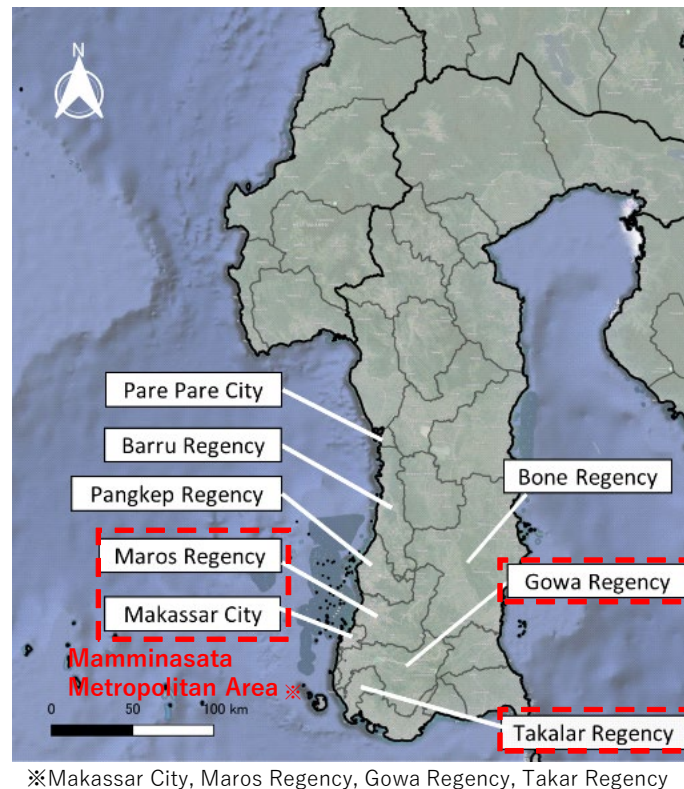 N
Pare Pare City
Barru Regency
Pangkep Regency
Bone Regency
Maros Regency
Gowa Regency
Makassar City
Mamminasata
Metropolitan Area ※
0 50 100 km
Takalar Regency
※Makassar City, Maros Regency, Gowa Regency, Takar Regency